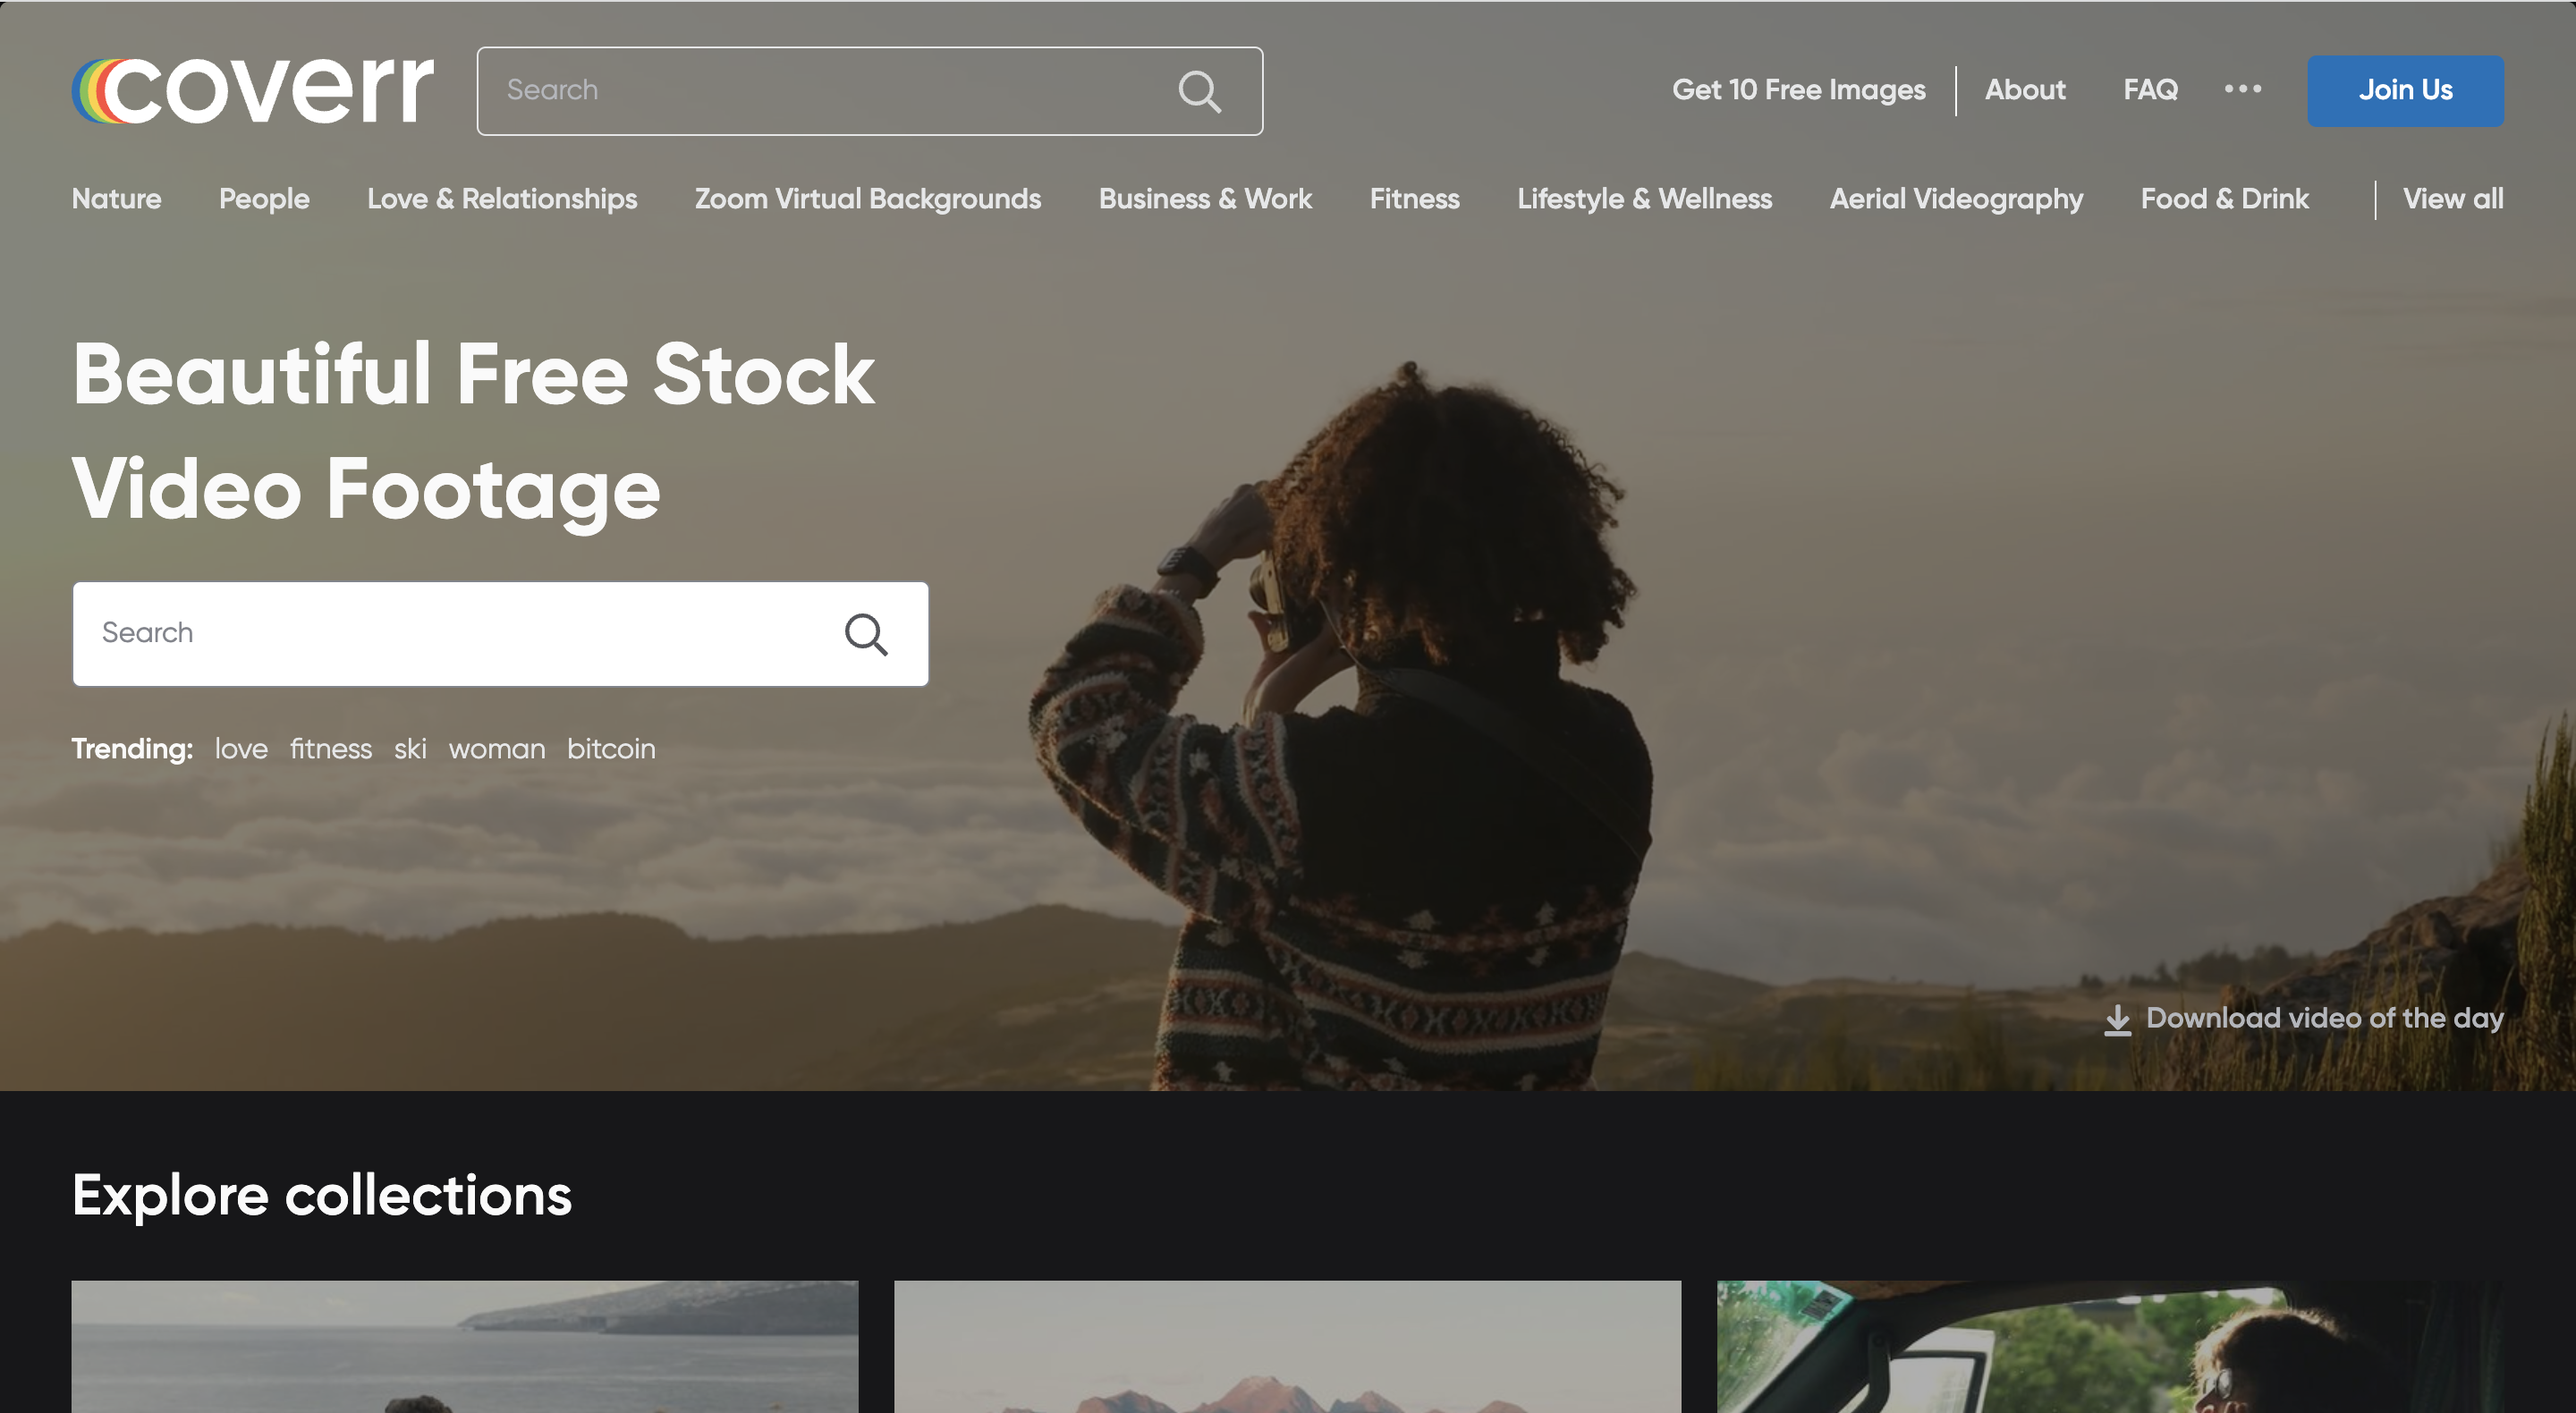 coverr
Search
Get 10 Free Images
About
FAQ
Join Us
Nature
People
Love & Relationships
Zoom Virtual Backgrounds
Business & Work
Fitness
Lifestyle & Wellness
Aerial Videography
Food & Drink
View all
Beautiful Free Stock
Video Footage
Search
Trending: love fitness ski woman bitcoin
Download video of the day
Explore collections